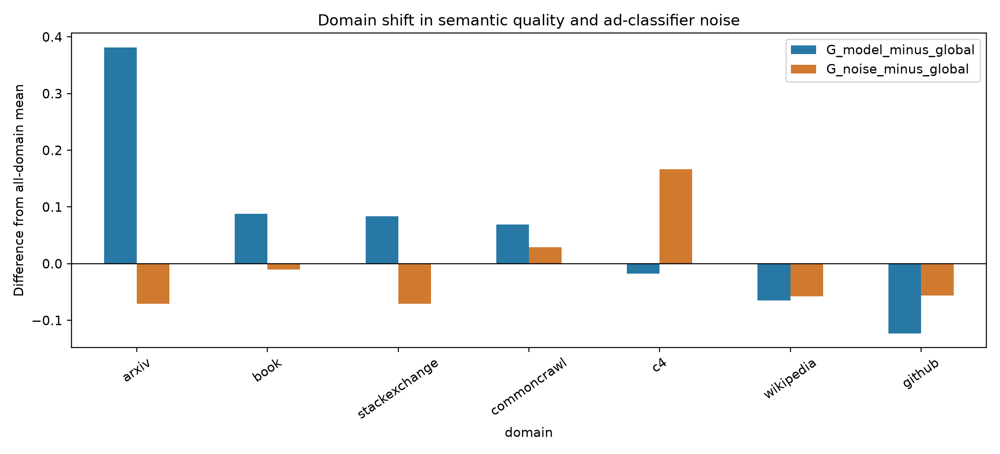 Domain shift in semantic quality and ad-classifier noise
G_model_minus_global
G_noise_minus_global
Difference from all-domain mean
0.4
0.3
0.2
0.1
0.0
−0.1
arxiv
book
stackexchange
commoncrawl
c4
wikipedia
github
domain